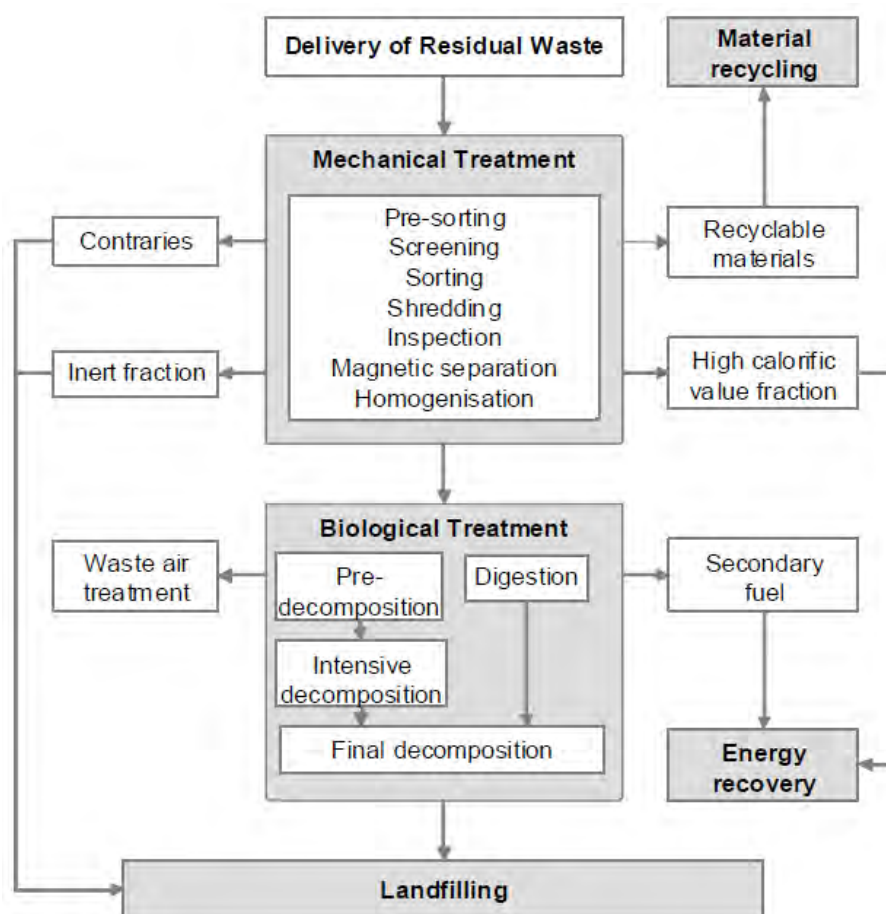 Delivery of Residual Waste
Material
recycling
Mechanical Treatment
Pre-sorting
Screening
Sorting
Shredding
Inspection
Magnetic separation
Homogenisation
Contraries
Recyclable
materials
Inert fraction
High calorific
value fraction
Biological Treatment
Waste air
treatment
Pre-
decomposition
Digestion
Secondary
fuel
Intensive
decomposition
Final decomposition
Energy
recovery
Landfilling